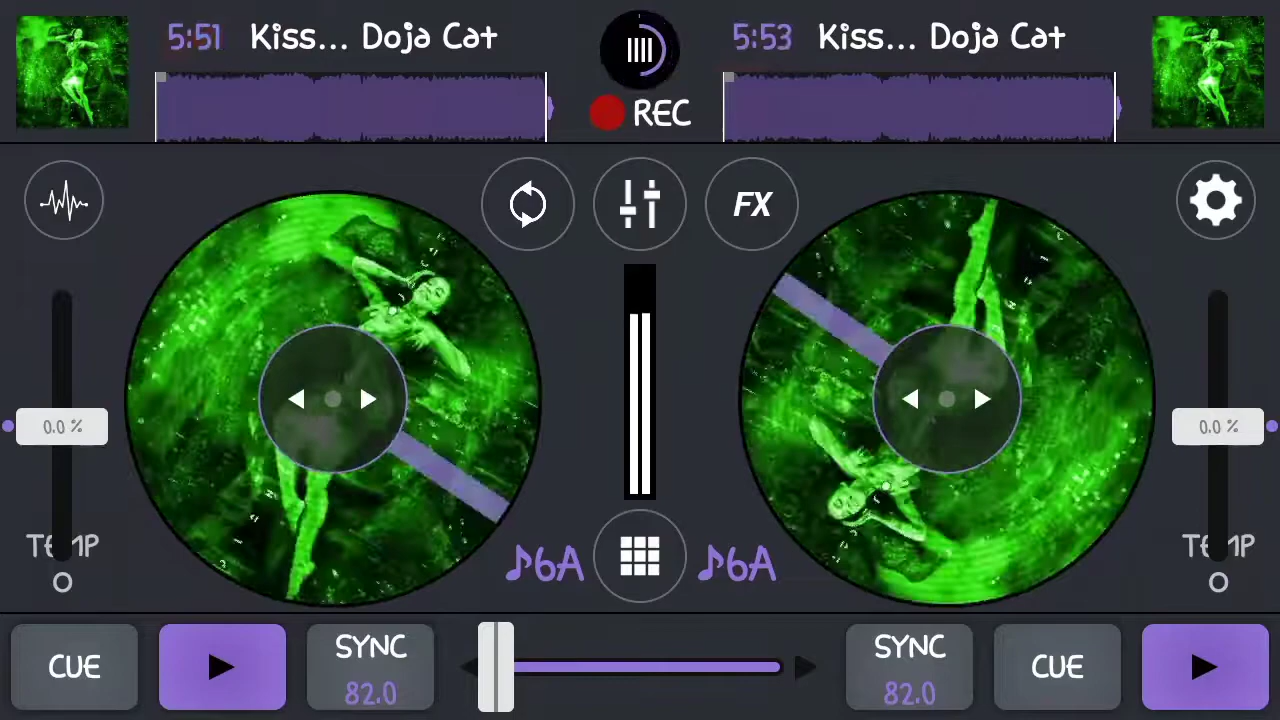 5:51 Kiss... Doja Cat
5:53 Kiss... Doja Cat
REC
FX
0.0 %
0.0 %
TEMP
O
TEMP
O
6A
6A
CUE
SYNC
82.0
SYNC
82.0
CUE